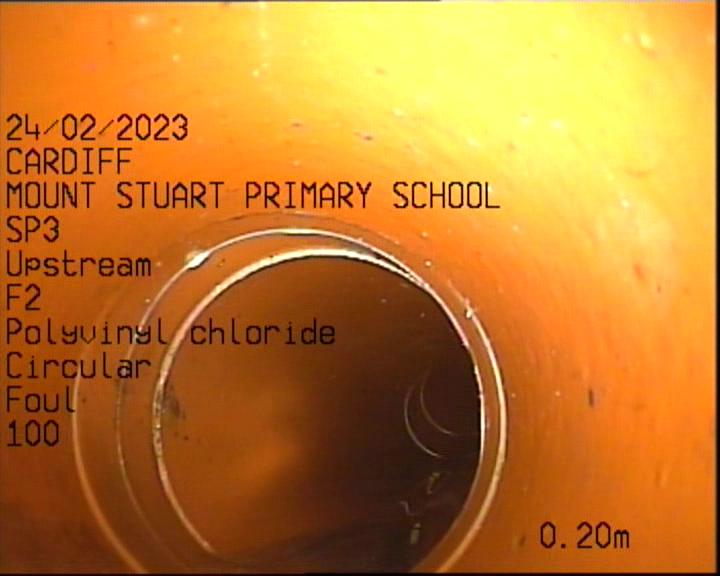 24/02/2023
CARDIFF
MOUNT STUART PRIMARY SCHOOL
SP3
Upstream
F2
Polyvinyl chloride
Circular
Foul
100
0.20m